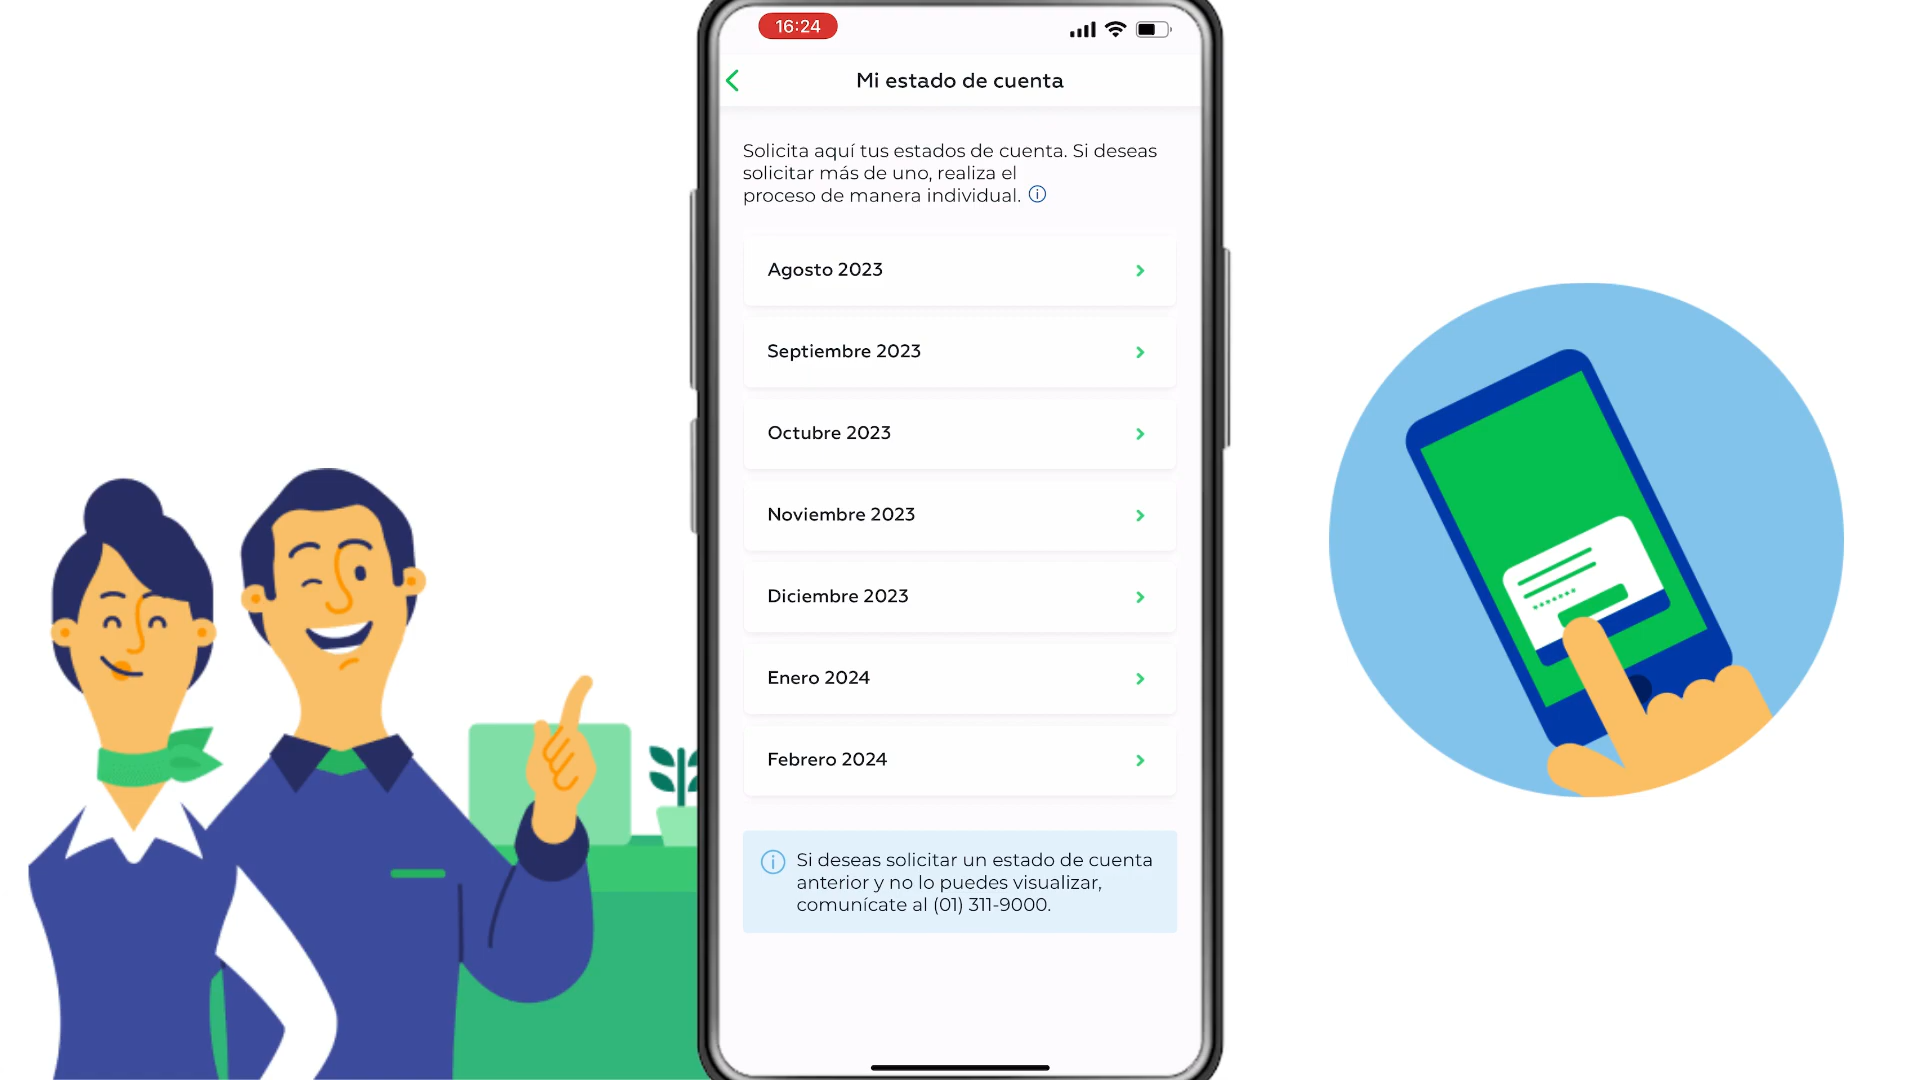 16:24
Mi estado de cuenta
Solicita aquí tus estados de cuenta. Si deseas
solicitar más de uno, realiza el
proceso de manera individual.
Agosto 2023
Septiembre 2023
Octubre 2023
Noviembre 2023
Diciembre 2023
Enero 2024
Febrero 2024
Si deseas solicitar un estado de cuenta
anterior y no lo puedes visualizar,
comunícate al (01) 311-9000.